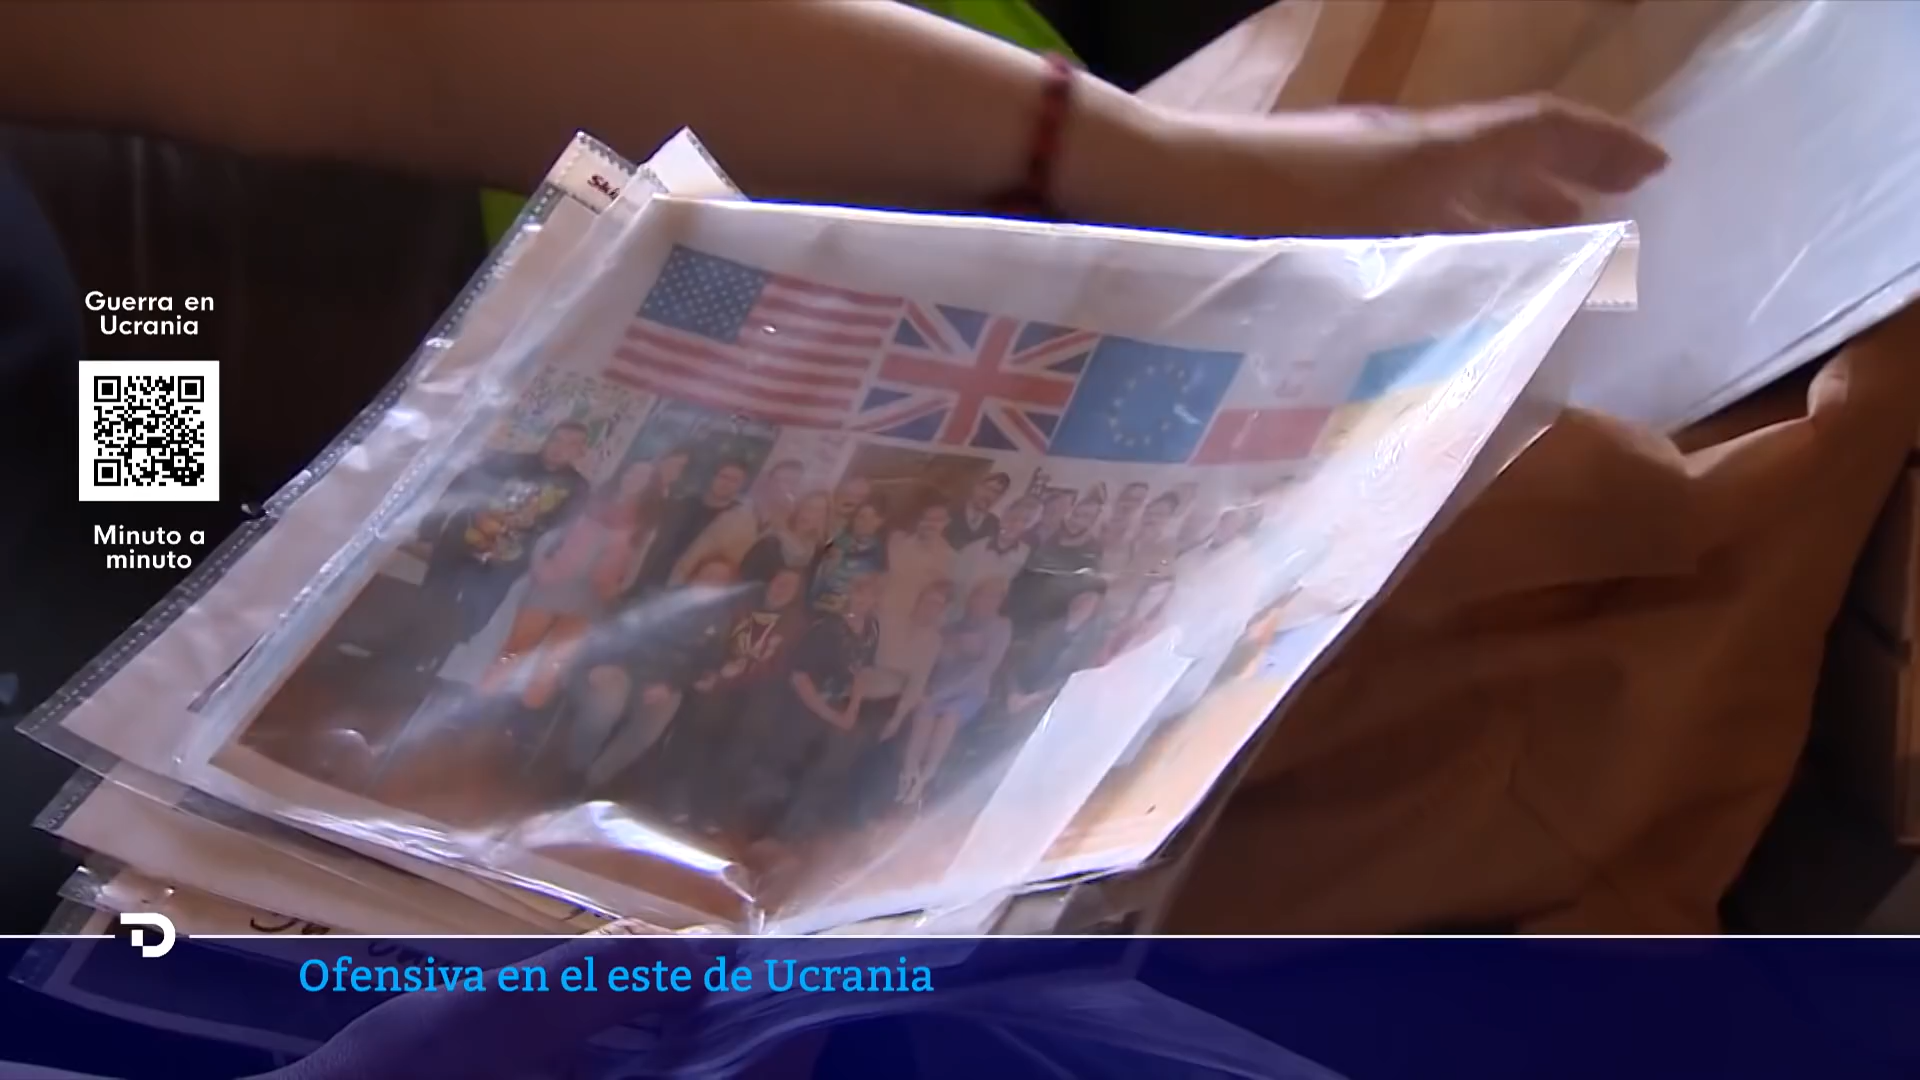 Guerra en
Ucrania
Minuto a
minuto
Ofensiva en el este de Ucrania